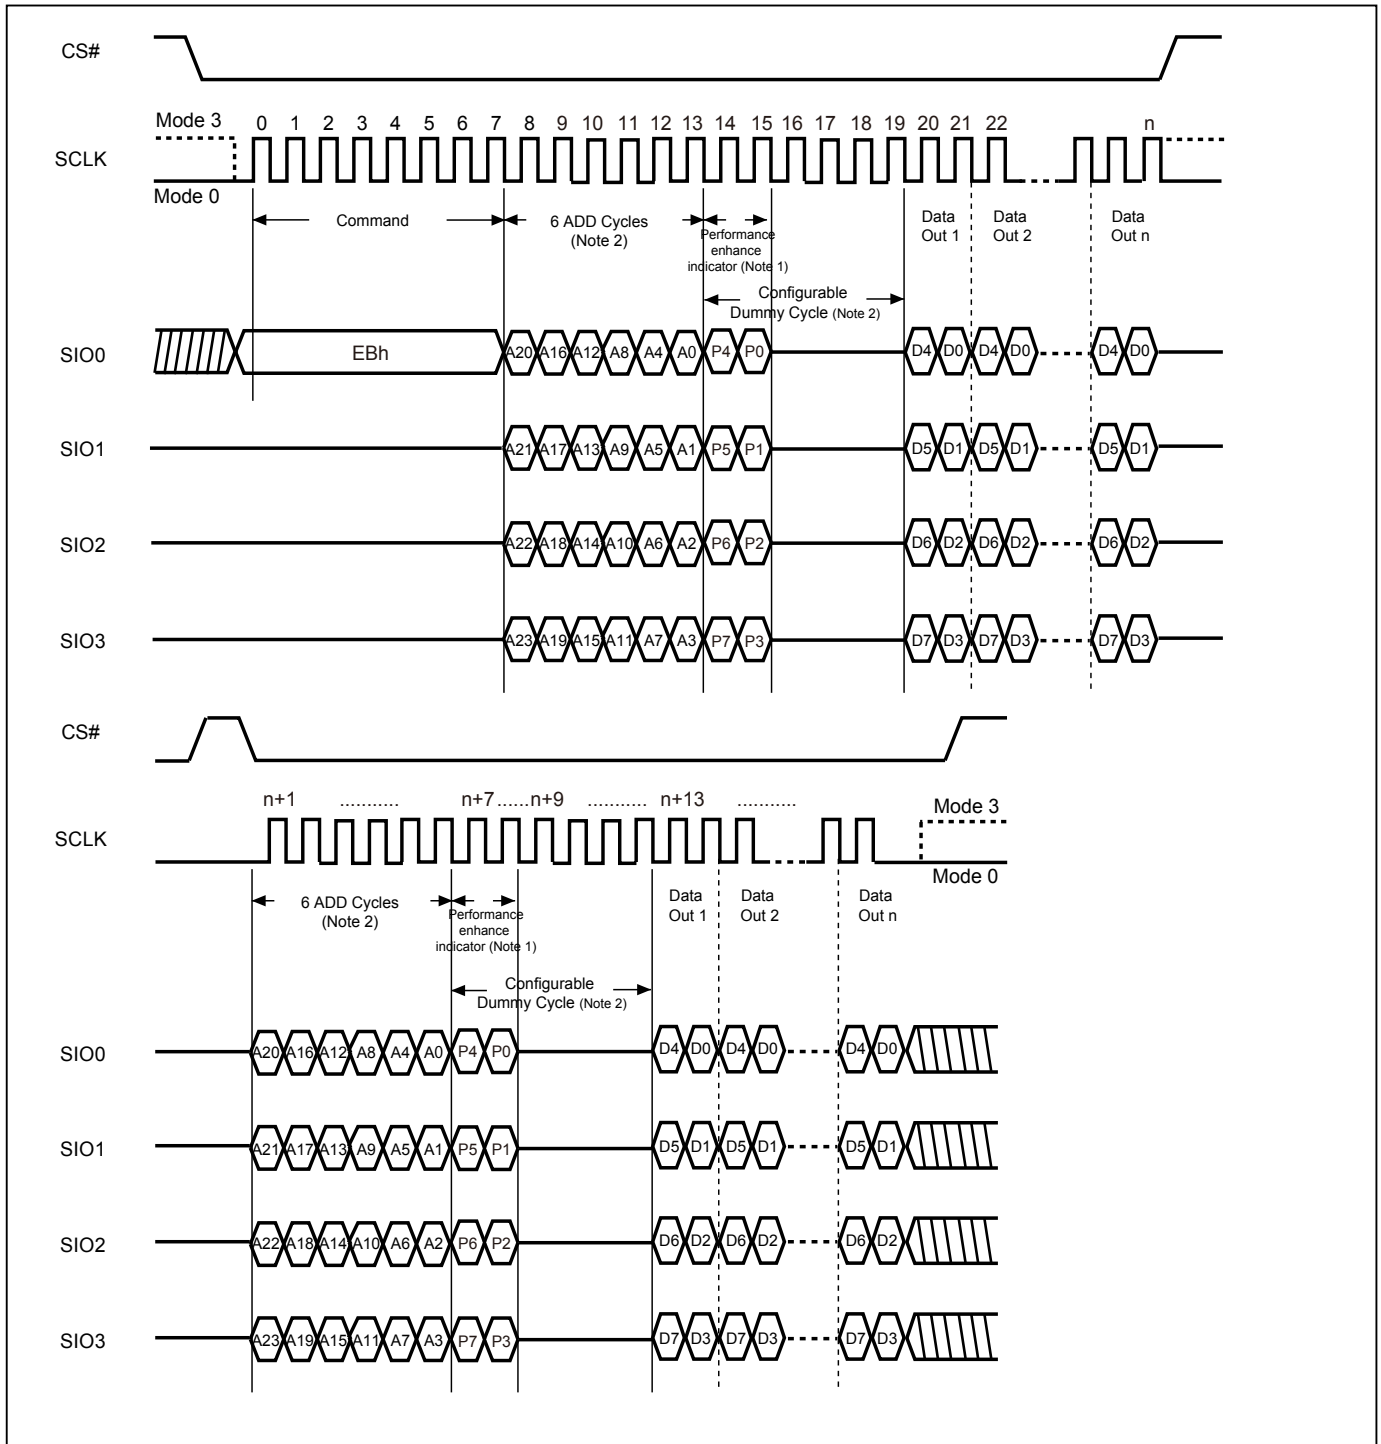 CS#
Mode 3 0 1 2 3 4 5 6 7 8 9 10 11 12 13 14 15 16 17 18 19 20 21 22 n
SCLK
Mode 0
Command 6 ADD Cycles (Note 2) Performance enhance indicator (Note 1) Data Out 1 Data Out 2 Data Out n
Configurable Dummy Cycle (Note 2)
SIO0 EBh A20 A16 A12 A8 A4 A0 P4 P0 D4 D0 D4 D0 D4 D0
SIO1 A21 A17 A13 A9 A5 A1 P5 P1 D5 D1 D5 D1 D5 D1
SIO2 A22 A18 A14 A10 A6 A2 P6 P2 D6 D2 D6 D2 D6 D2
SIO3 A23 A19 A15 A11 A7 A3 P7 P3 D7 D3 D7 D3 D7 D3
CS#
n+1 ........... n+7 ......n+9 ........... n+13 ........... Mode 3
SCLK
Mode 0
6 ADD Cycles (Note 2) Performance enhance indicator (Note 1) Data Out 1 Data Out 2 Data Out n
Configurable Dummy Cycle (Note 2)
SIO0 A20 A16 A12 A8 A4 A0 P4 P0 D4 D0 D4 D0 D4 D0
SIO1 A21 A17 A13 A9 A5 A1 P5 P1 D5 D1 D5 D1 D5 D1
SIO2 A22 A18 A14 A10 A6 A2 P6 P2 D6 D2 D6 D2 D6 D2
SIO3 A23 A19 A15 A11 A7 A3 P7 P3 D7 D3 D7 D3 D7 D3